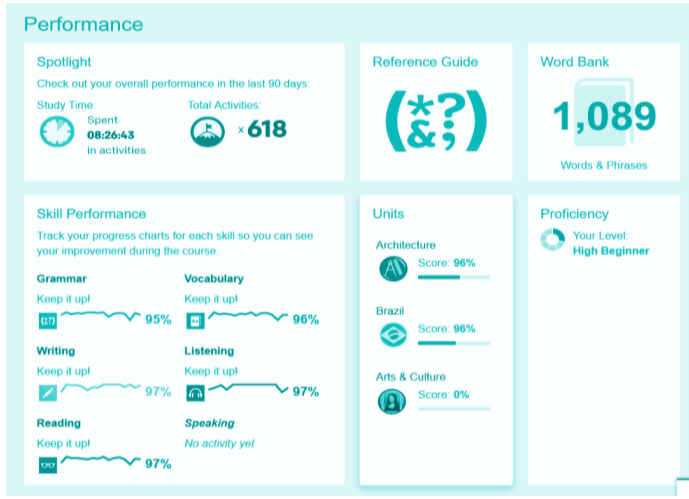 Performance
Spotlight
Check out your overall performance in the last 90 days:
Study Time:
Spent
08:26:43
in activities
Total Activities:
× 618
Reference Guide
(*?&;)
Word Bank
1,089
Words & Phrases
Skill Performance
Track your progress charts for each skill so you can see
your improvement during the course.
Grammar
Keep it up!
95%
Vocabulary
Keep it up!
96%
Writing
Keep it up!
97%
Listening
Keep it up!
97%
Reading
Keep it up!
97%
Speaking
No activity yet
Units
Architecture
Score: 96%
Brazil
Score: 96%
Arts & Culture
Score: 0%
Proficiency
Your Level:
High Beginner